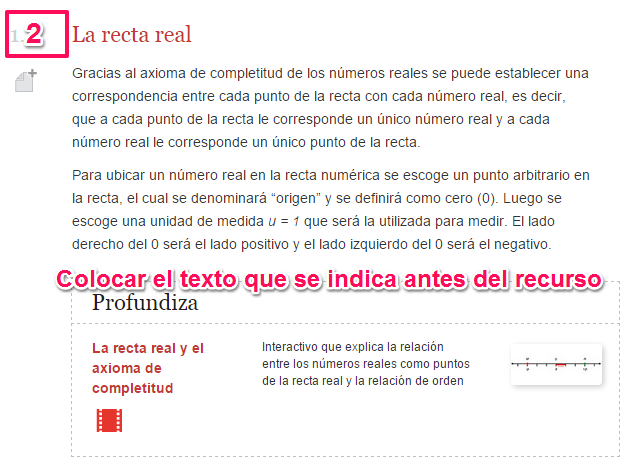 1. 2 La recta real
Gracias al axioma de completitud de los números reales se puede establecer una
correspondencia entre cada punto de la recta con cada número real, es decir,
que a cada punto de la recta le corresponde un único número real y a cada
número real le corresponde un único punto de la recta.
Para ubicar un número real en la recta numérica se escoge un punto arbitrario en
la recta, el cual se denominará “origen” y se definirá como cero (0). Luego se
escoge una unidad de medida u = 1 que será la utilizada para medir. El lado
derecho del 0 será el lado positivo y el lado izquierdo del 0 será el negativo.
Colocar el texto que se indica antes del recurso
Profundiza
La recta real y el
axioma de
completitud
Interactivo que explica la relación
entre los números reales como puntos
de la recta real y la relación de orden